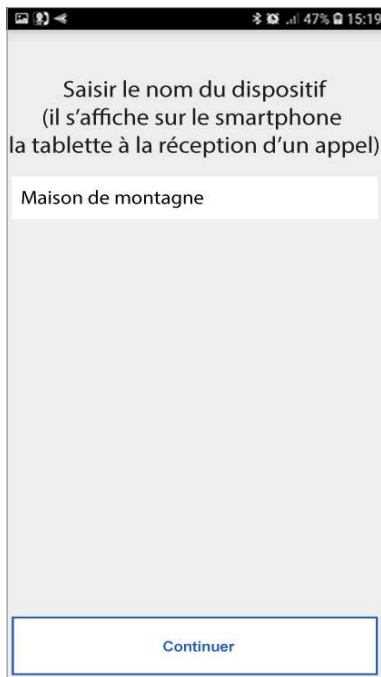 47% 15:19
Saisir le nom du dispositif
(il s’affiche sur le smartphone
la tablette à la réception d’un appel)
Maison de montagne
Continuer